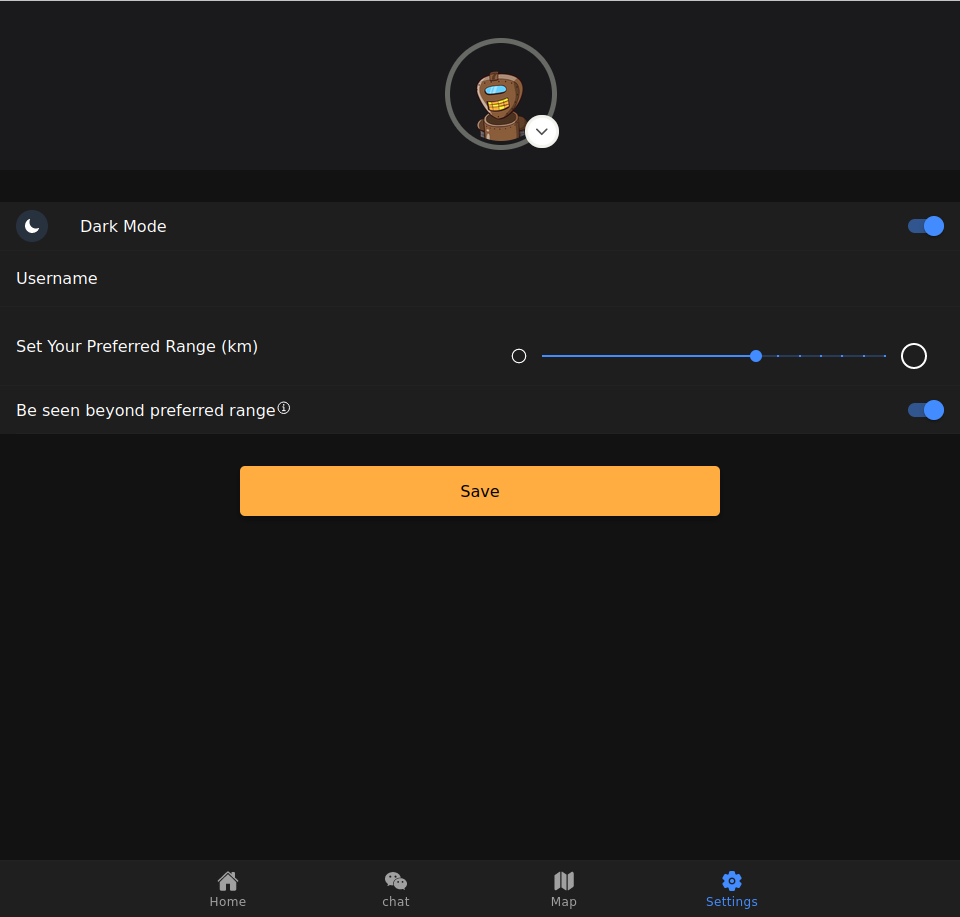 Dark Mode
Username
Set Your Preferred Range (km)
Be seen beyond preferred range
Save
Home
chat
Map
Settings